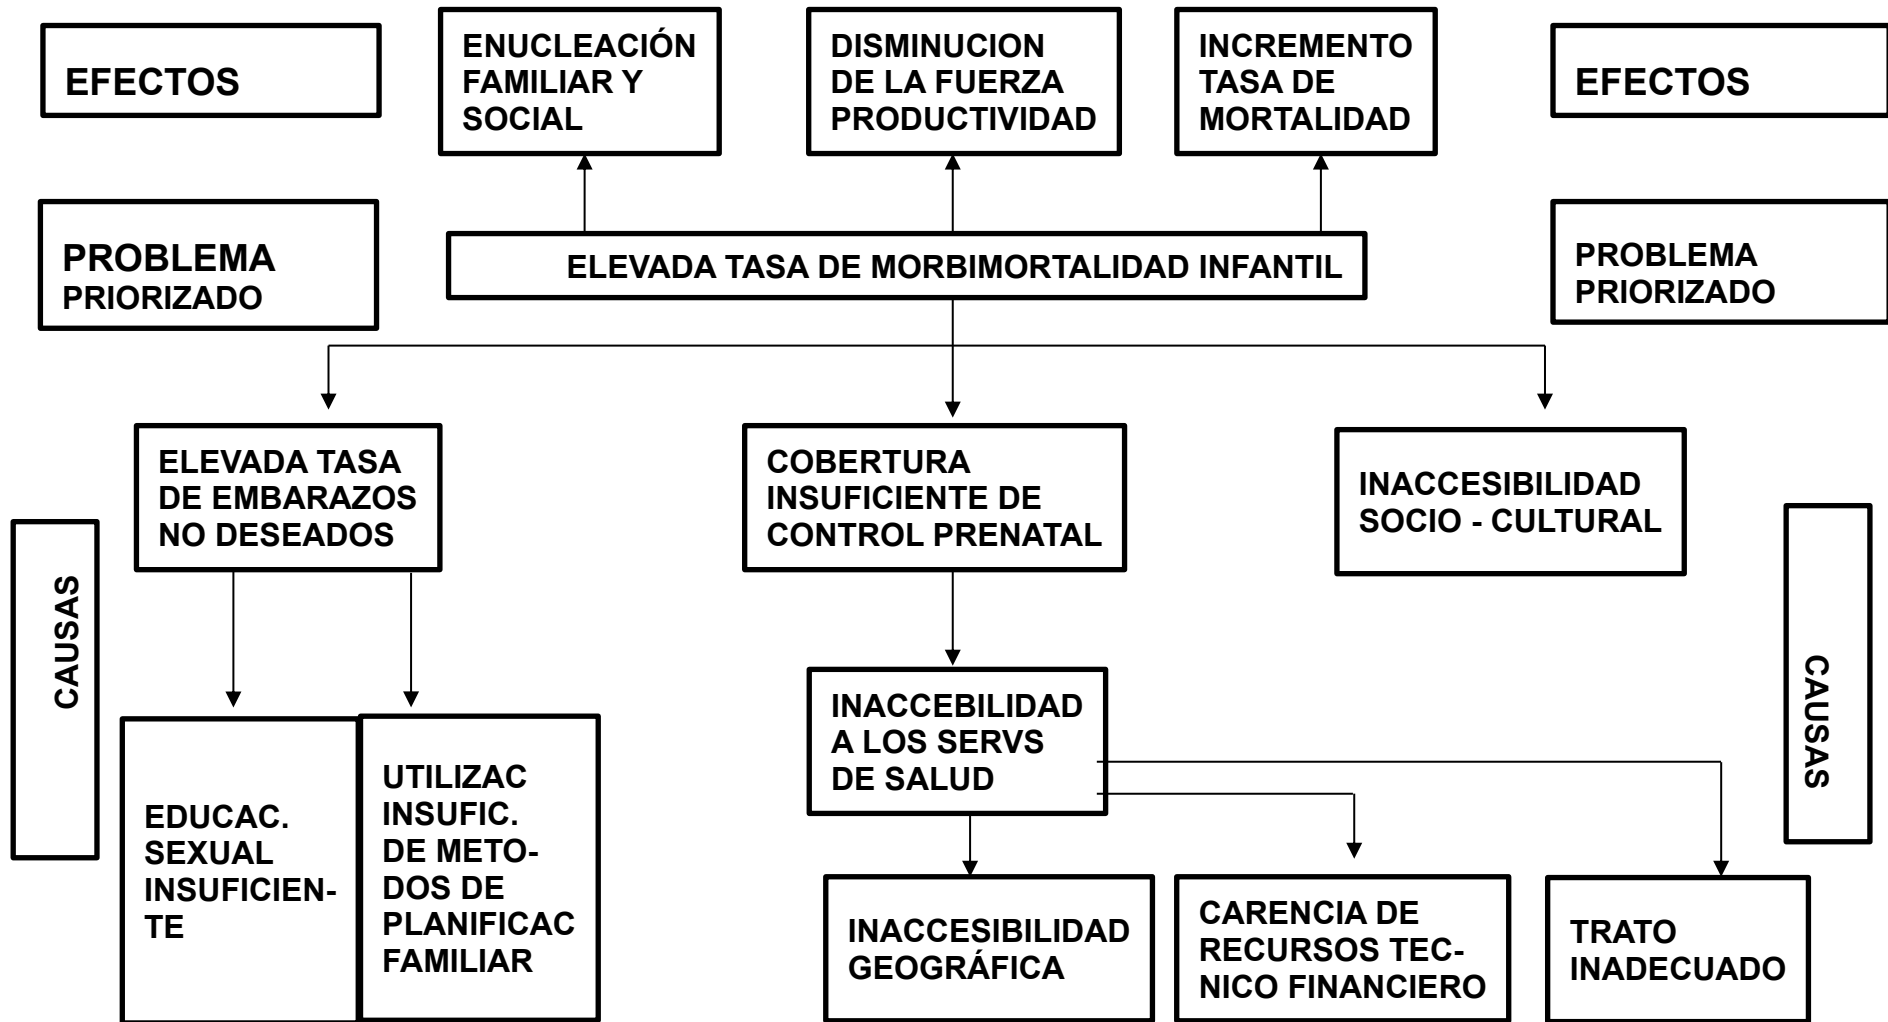 EFECTOS
ENUCLEACIÓN
FAMILIAR Y
SOCIAL
DISMINUCION
DE LA FUERZA
PRODUCTIVIDAD
INCREMENTO
TASA DE
MORTALIDAD
EFECTOS
PROBLEMA
PRIORIZADO
ELEVADA TASA DE MORBIMORTALIDAD INFANTIL
PROBLEMA
PRIORIZADO
CAUSAS
ELEVADA TASA
DE EMBARAZOS
NO DESEADOS
COBERTURA
INSUFICIENTE DE
CONTROL PRENATAL
INACCESIBILIDAD
SOCIO - CULTURAL
CAUSAS
EDUCAC.
SEXUAL
INSUFICIEN-
TE
UTILIZAC
INSUFIC.
DE METO-
DOS DE
PLANIFICAC
FAMILIAR
INACCEBILIDAD
A LOS SERVS
DE SALUD
INACCESIBILIDAD
GEOGRÁFICA
CARENCIA DE
RECURSOS TEC-
NICO FINANCIERO
TRATO
INADECUADO